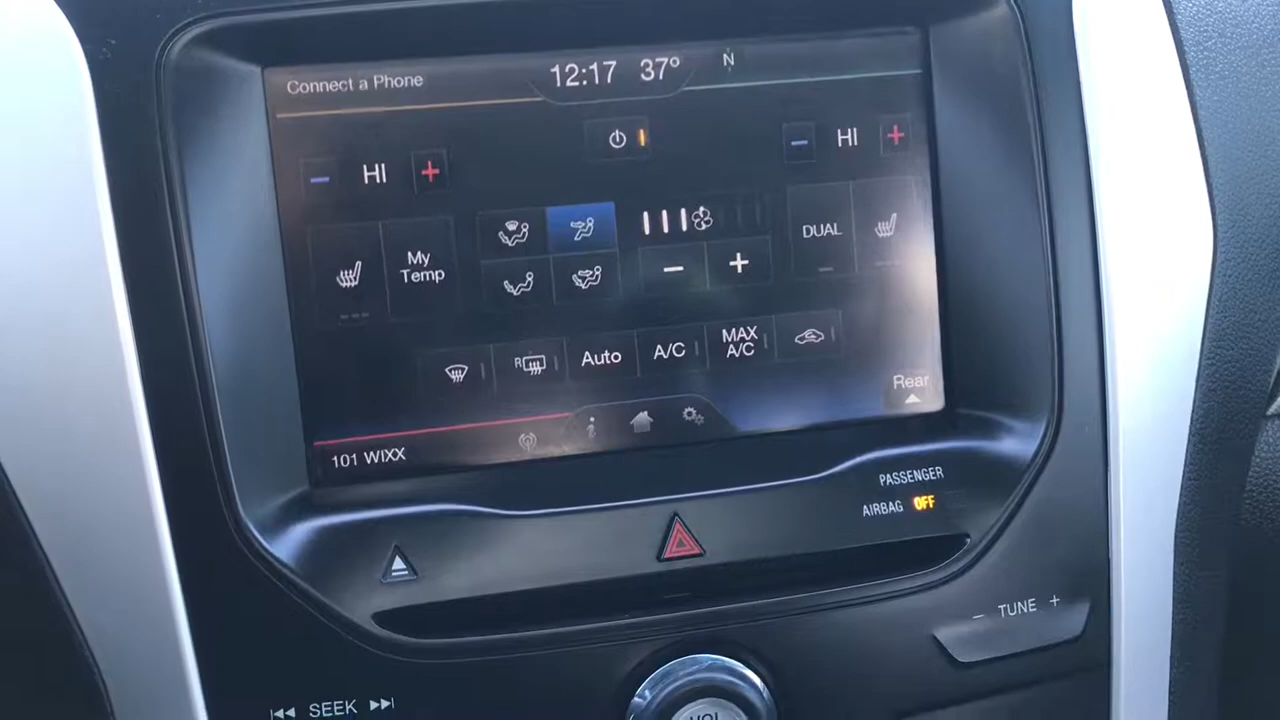 Connect a Phone
12:17 37°
N
HI
HI
My
Temp
DUAL
R
Auto
A/C
MAX
A/C
Rear
101 WIXX
PASSENGER
AIRBAG OFF
TUNE
SEEK
VOL